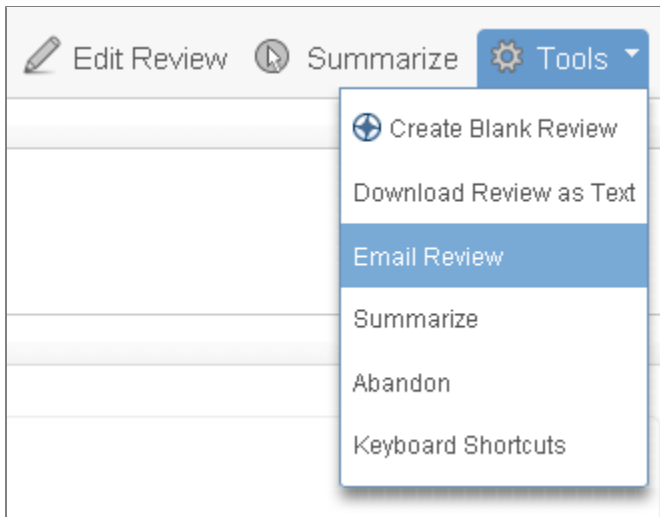 Edit Review Summarize Tools
Create Blank Review
Download Review as Text
Email Review
Summarize
Abandon
Keyboard Shortcuts